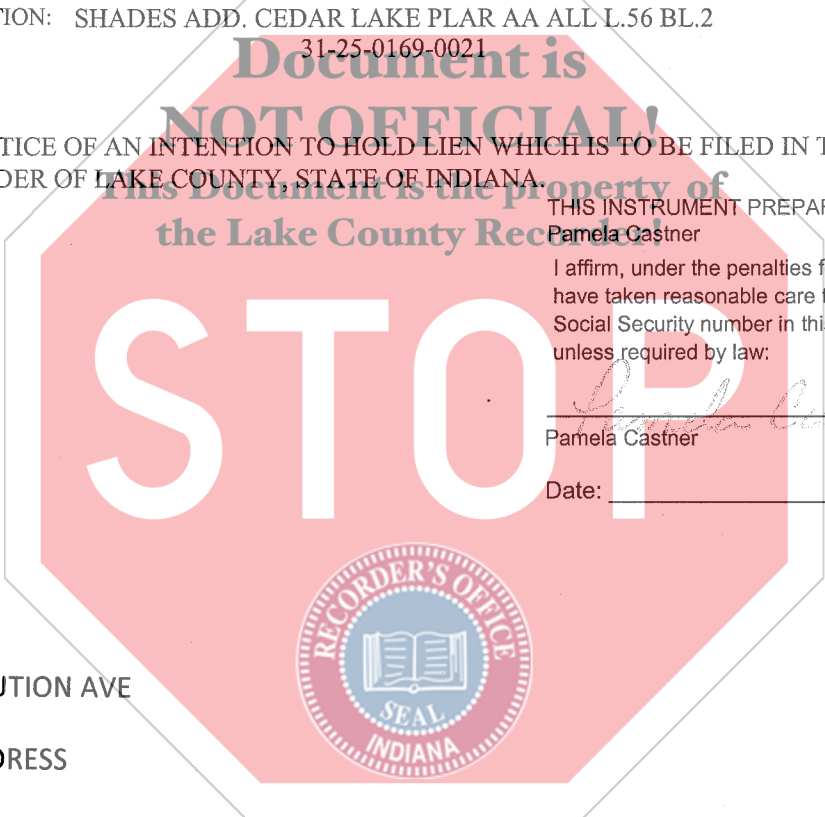 TION: SHADES ADD. CEDAR LAKE PLAR AA ALL L.56 BL.2
31-25-0169-0021
Document is
NOT OFFICIAL!
TICE OF AN INTENTION TO HOLD LIEN WHICH IS TO BE FILED IN T
DER OF LAKE COUNTY, STATE OF INDIANA.
This Document is the property of
the Lake County Recorder!
THIS INSTRUMENT PREPAR
Pamela Castner
I affirm, under the penalties f
have taken reasonable care t
Social Security number in this
unless required by law:
Pamela Ca
Pamela Castner
Date:
STOP
RECORDER'S OFFICE
SEAL
INDIANA
UTION AVE
DRESS